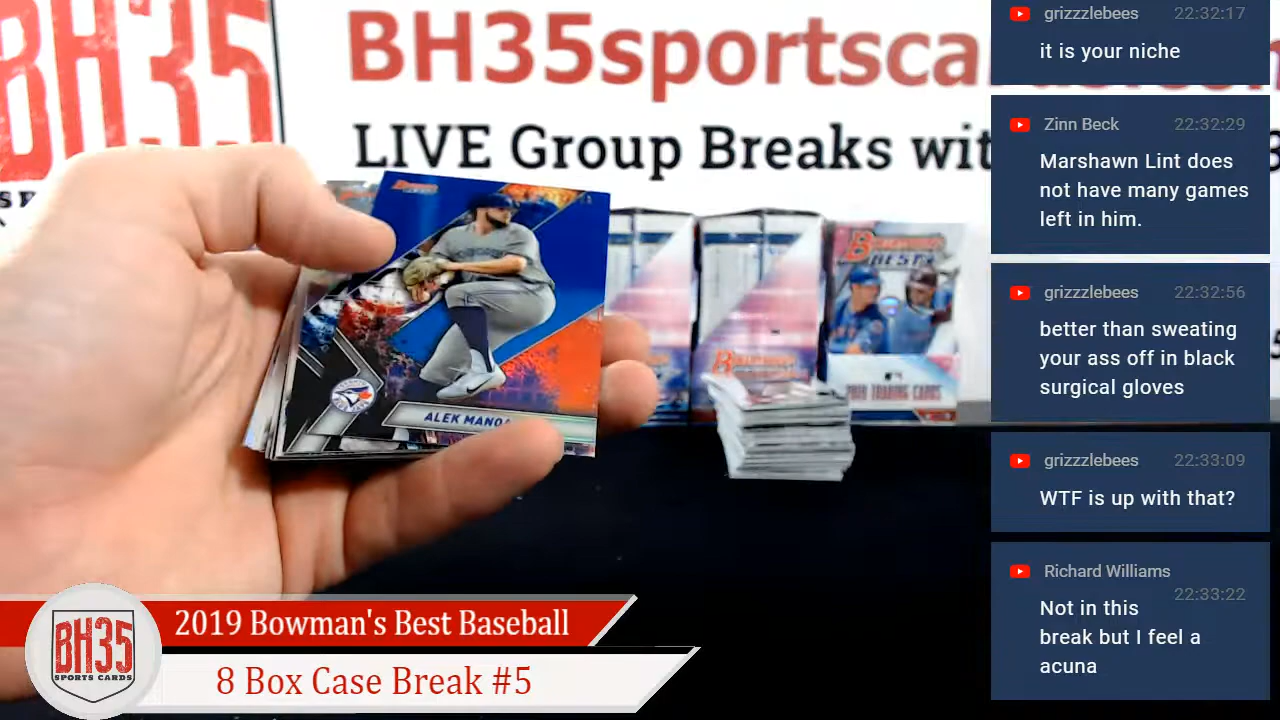 BH35
BH35sportsca
LIVE Group Breaks wit
BEST
ALEK MANOA
2019 Bowman's Best Baseball
8 Box Case Break #5
BH35
SPORTS CARDS
grizzzlebees 22:32:17
it is your niche
Zinn Beck 22:32:29
Marshawn Lint does
not have many games
left in him.
grizzzlebees 22:32:56
better than sweating
your ass off in black
surgical gloves
grizzzlebees 22:33:09
WTF is up with that?
Richard Williams
22:33:22
Not in this
break but I feel a
acuna